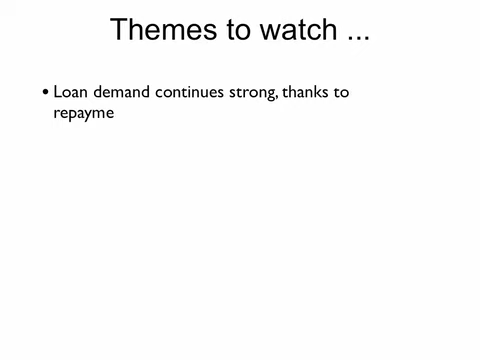 Themes to watch ...
• Loan demand continues strong, thanks to
repayme